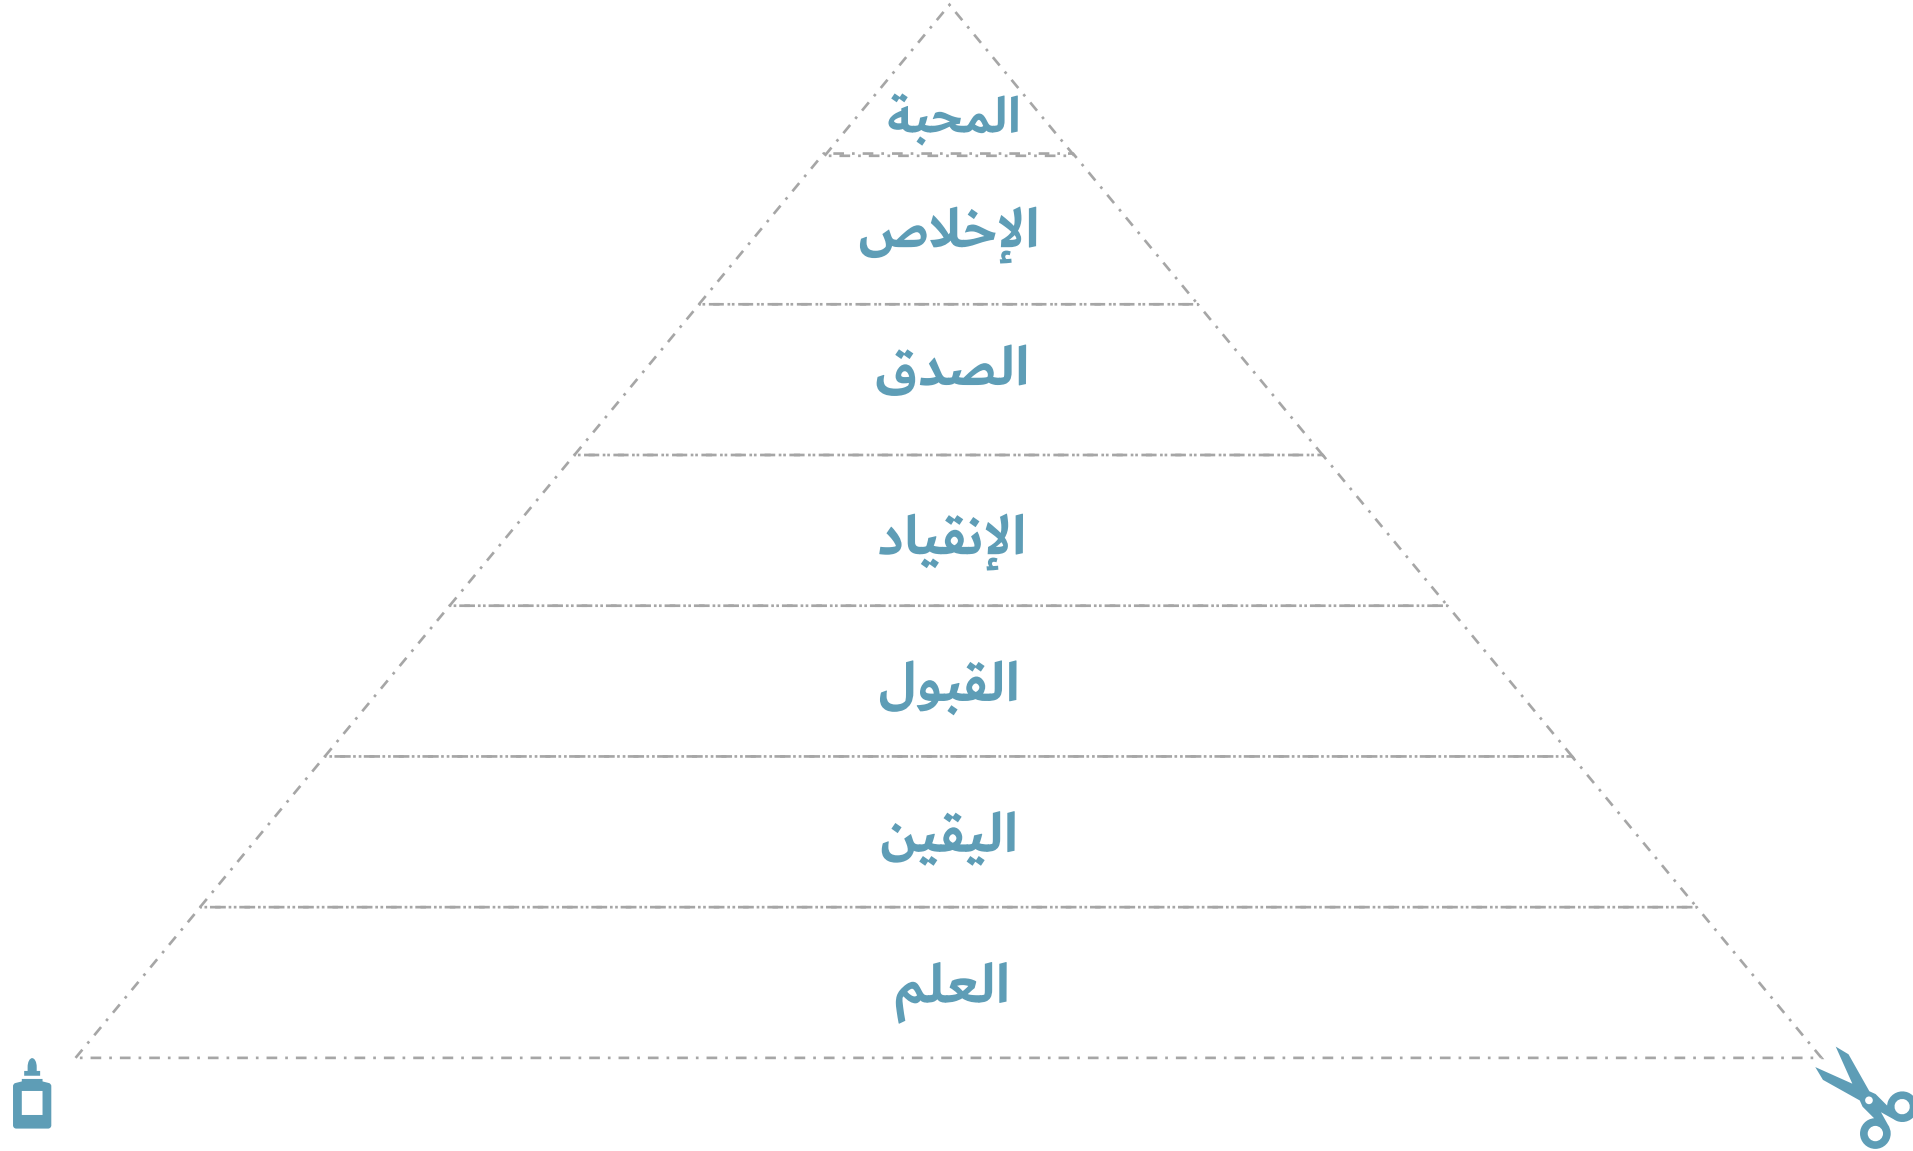 المحبة
الإخلاص
الصدق
الإنقياد
القبول
اليقين
العلم